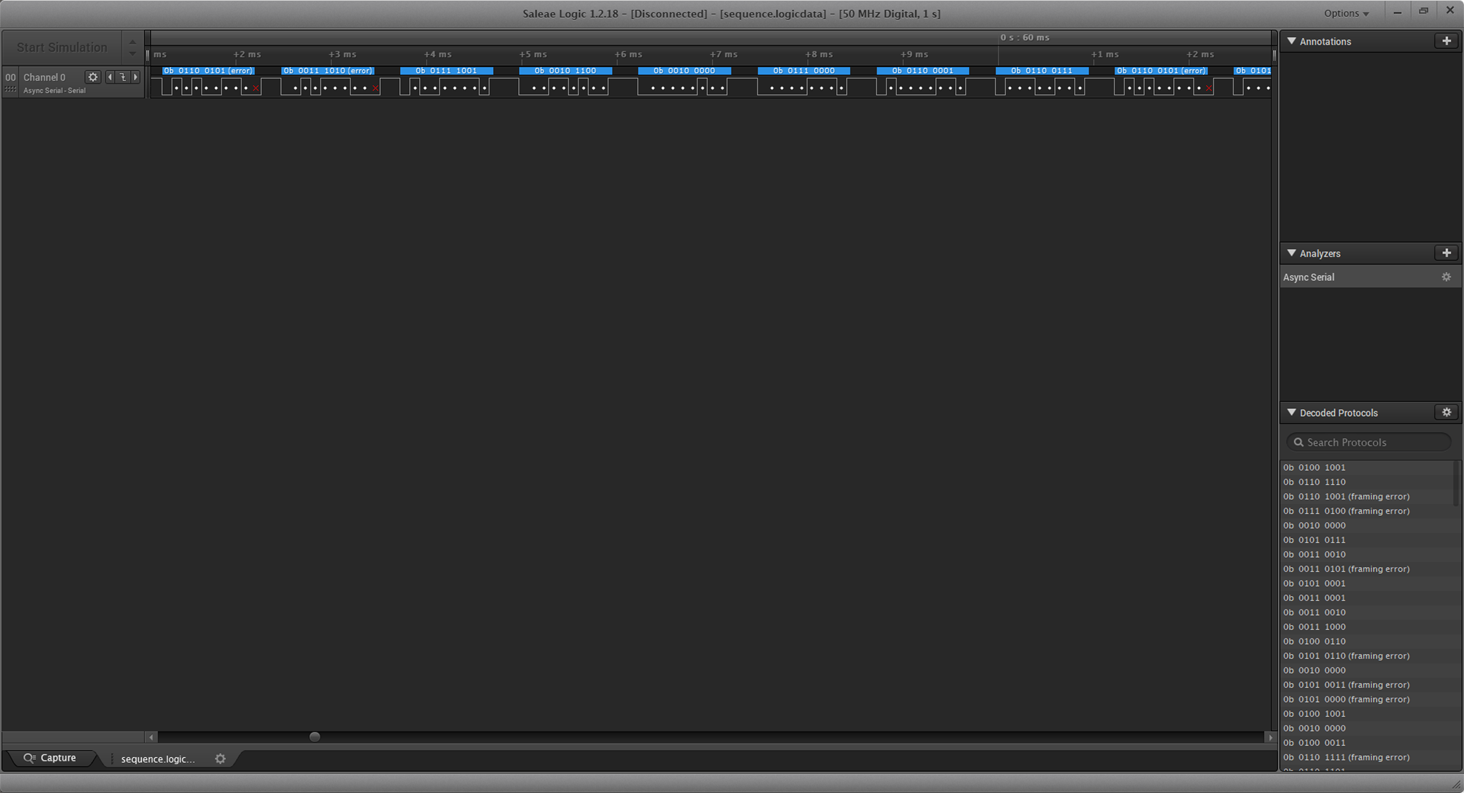 Saleae Logic 1.2.18 - [Disconnected] - [sequence.logicdata] - [50 MHz Digital, 1 s]
Options
Start Simulation
0 s : 60 ms
ms +2 ms +3 ms +4 ms +5 ms +6 ms +7 ms +8 ms +9 ms +1 ms +2 ms
00 Channel 0
Async Serial - Serial
0b 0110 0101 (error) 0b 0011 1010 (error) 0b 0111 1001 0b 0010 1100 0b 0010 0000 0b 0111 0000 0b 0110 0001 0b 0110 0111 0b 0110 0101 (error) 0b 0101
Annotations
Analyzers
Async Serial
Decoded Protocols
Search Protocols
0b 0100 1001
0b 0110 1110
0b 0110 1001 (framing error)
0b 0111 0100 (framing error)
0b 0010 0000
0b 0101 0111
0b 0011 0010
0b 0011 0101 (framing error)
0b 0101 0001
0b 0011 0001
0b 0011 0010
0b 0011 1000
0b 0100 0110
0b 0101 0110 (framing error)
0b 0010 0000
0b 0101 0011 (framing error)
0b 0101 0000 (framing error)
0b 0100 1001
0b 0010 0000
0b 0100 0011
0b 0110 1111 (framing error)
Capture
sequence.logic...